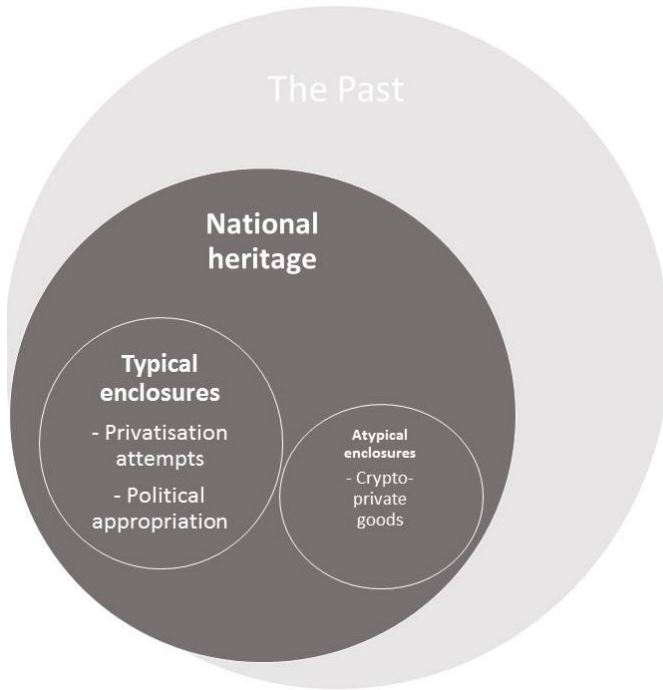 The Past
National
heritage
Typical
enclosures
- Privatisation
attempts
- Political
appropriation
Atypical
enclosures
- Crypto-
private
goods